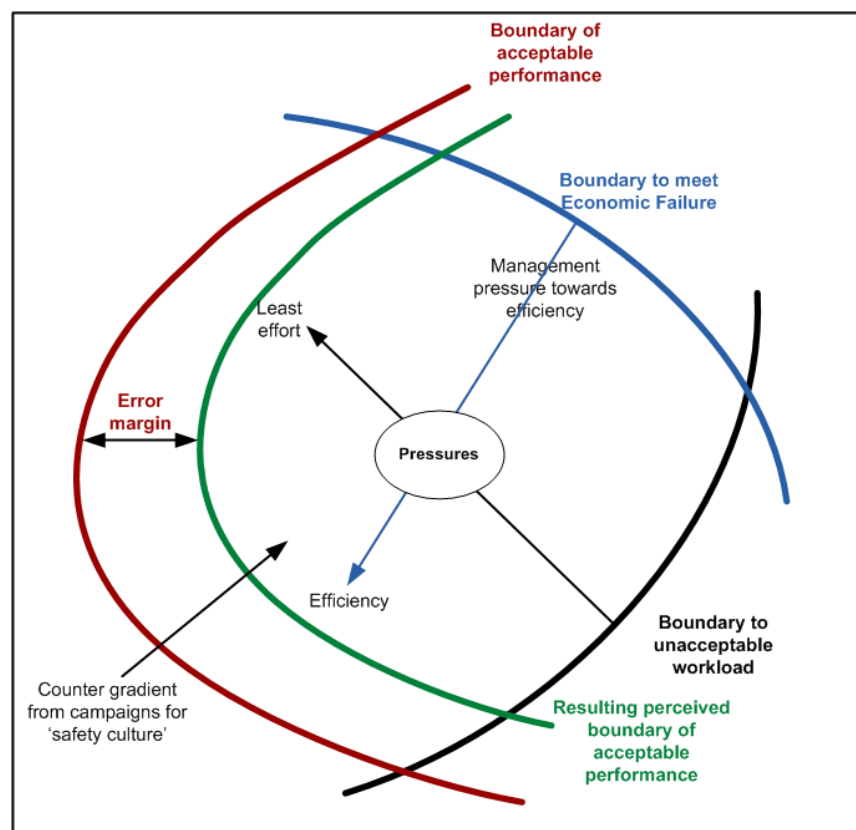 Boundary of
acceptable
performance
Boundary to meet
Economic Failure
Management
pressure towards
efficiency
Least
effort
Error
margin
Pressures
Efficiency
Boundary to
unacceptable
workload
Counter gradient
from campaigns for
‘safety culture’
Resulting perceived
boundary of
acceptable
performance